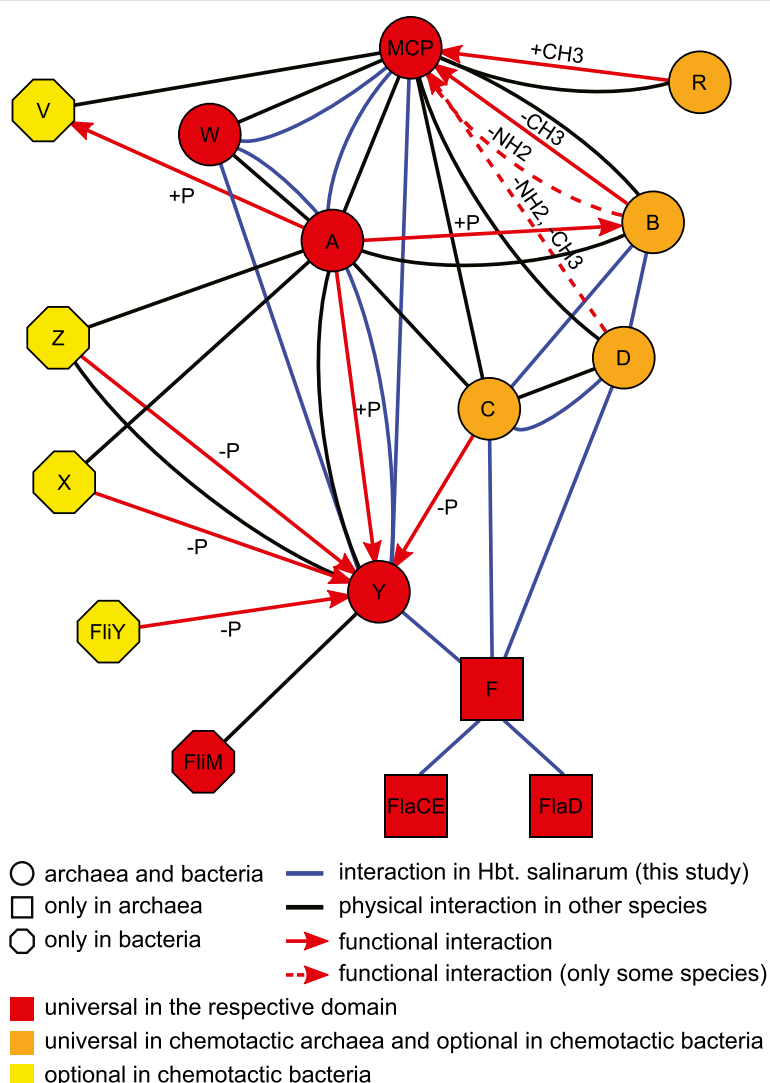 MCP
+CH3
R
V
W
-CH3
-NH2
+P
-NH2, -CH3
B
+P
A
Z
D
C
+P
-P
X
-P
-P
Y
FliY
-P
F
FliM
FlaCE
FlaD
archaea and bacteria
only in archaea
only in bacteria
interaction in Hbt. salinarum (this study)
physical interaction in other species
functional interaction
functional interaction (only some species)
universal in the respective domain
universal in chemotactic archaea and optional in chemotactic bacteria
optional in chemotactic bacteria